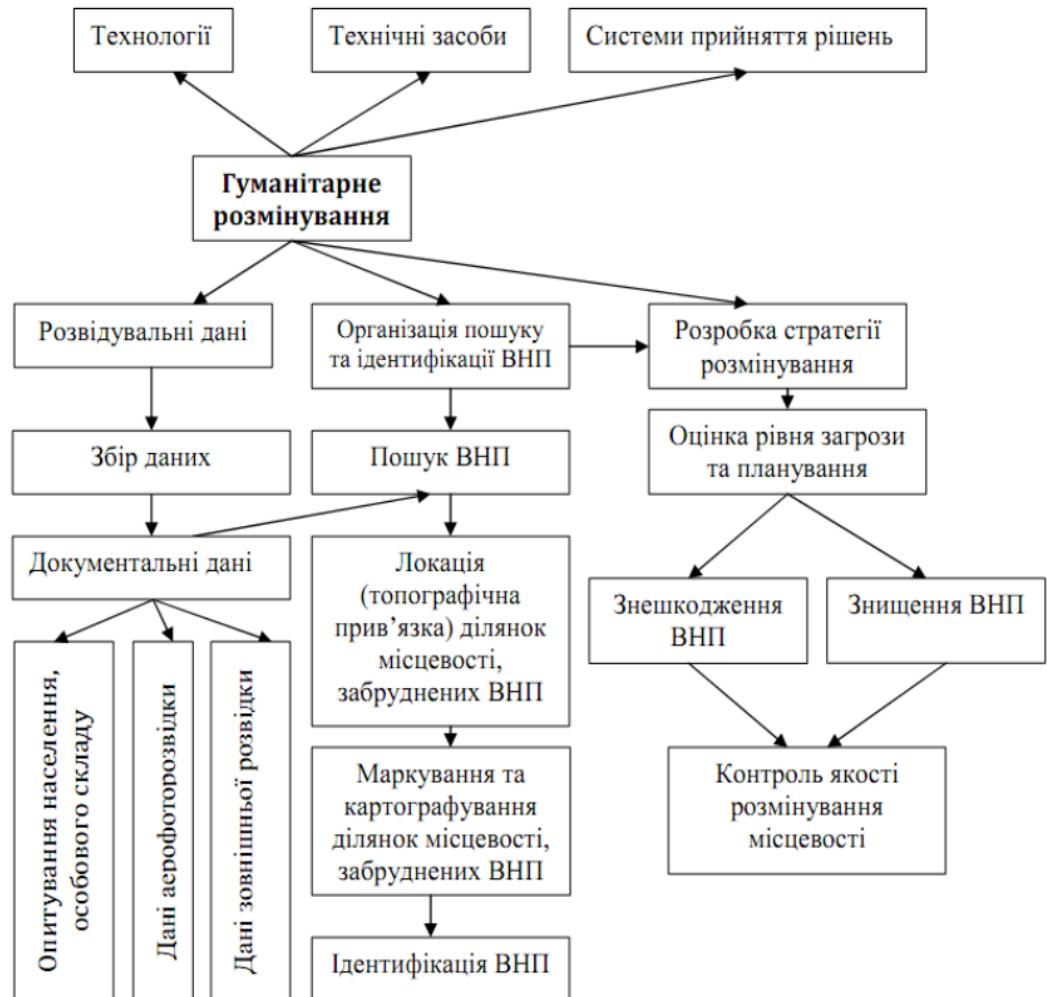 Технології
Технічні засоби
Системи прийняття рішень
Гуманітарне
розмінування
Розвідувальні дані
Організація пошуку
та ідентифікації ВНП
Розробка стратегії
розмінування
Збір даних
Пошук ВНП
Оцінка рівня загрози
та планування
Документальні дані
Локація
(топографічна
прив’язка) ділянок
місцевості,
забруднених ВНП
Знешкодження
ВНП
Знищення ВНП
Опитування населення,
особового складу
Дані аерофоторозвідки
Дані зовнішньої розвідки
Маркування та
картографування
ділянок місцевості,
забруднених ВНП
Контроль якості
розмінування
місцевості
Ідентифікація ВНП